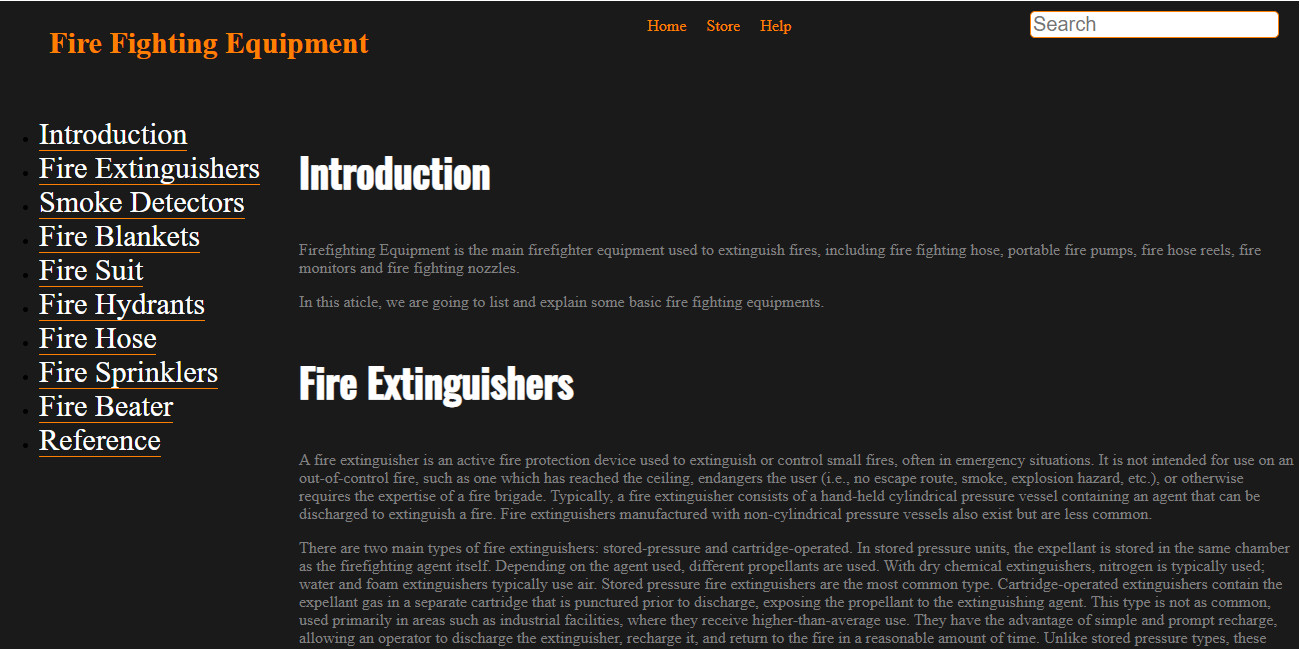 Fire Fighting Equipment
Home Store Help
Search
Introduction
Fire Extinguishers
Smoke Detectors
Fire Blankets
Fire Suit
Fire Hydrants
Fire Hose
Fire Sprinklers
Fire Beater
Reference
Introduction
Firefighting Equipment is the main firefighter equipment used to extinguish fires, including fire fighting hose, portable fire pumps, fire hose reels, fire
monitors and fire fighting nozzles.
In this aticle, we are going to list and explain some basic fire fighting equipments.
Fire Extinguishers
A fire extinguisher is an active fire protection device used to extinguish or control small fires, often in emergency situations. It is not intended for use on an
out-of-control fire, such as one which has reached the ceiling, endangers the user (i.e., no escape route, smoke, explosion hazard, etc.), or otherwise
requires the expertise of a fire brigade. Typically, a fire extinguisher consists of a hand-held cylindrical pressure vessel containing an agent that can be
discharged to extinguish a fire. Fire extinguishers manufactured with non-cylindrical pressure vessels also exist but are less common.
There are two main types of fire extinguishers: stored-pressure and cartridge-operated. In stored pressure units, the expellant is stored in the same chamber
as the firefighting agent itself. Depending on the agent used, different propellants are used. With dry chemical extinguishers, nitrogen is typically used;
water and foam extinguishers typically use air. Stored pressure fire extinguishers are the most common type. Cartridge-operated extinguishers contain the
expellant gas in a separate cartridge that is punctured prior to discharge, exposing the propellant to the extinguishing agent. This type is not as common,
used primarily in areas such as industrial facilities, where they receive higher-than-average use. They have the advantage of simple and prompt recharge,
allowing an operator to discharge the extinguisher, recharge it, and return to the fire in a reasonable amount of time. Unlike stored pressure types, these